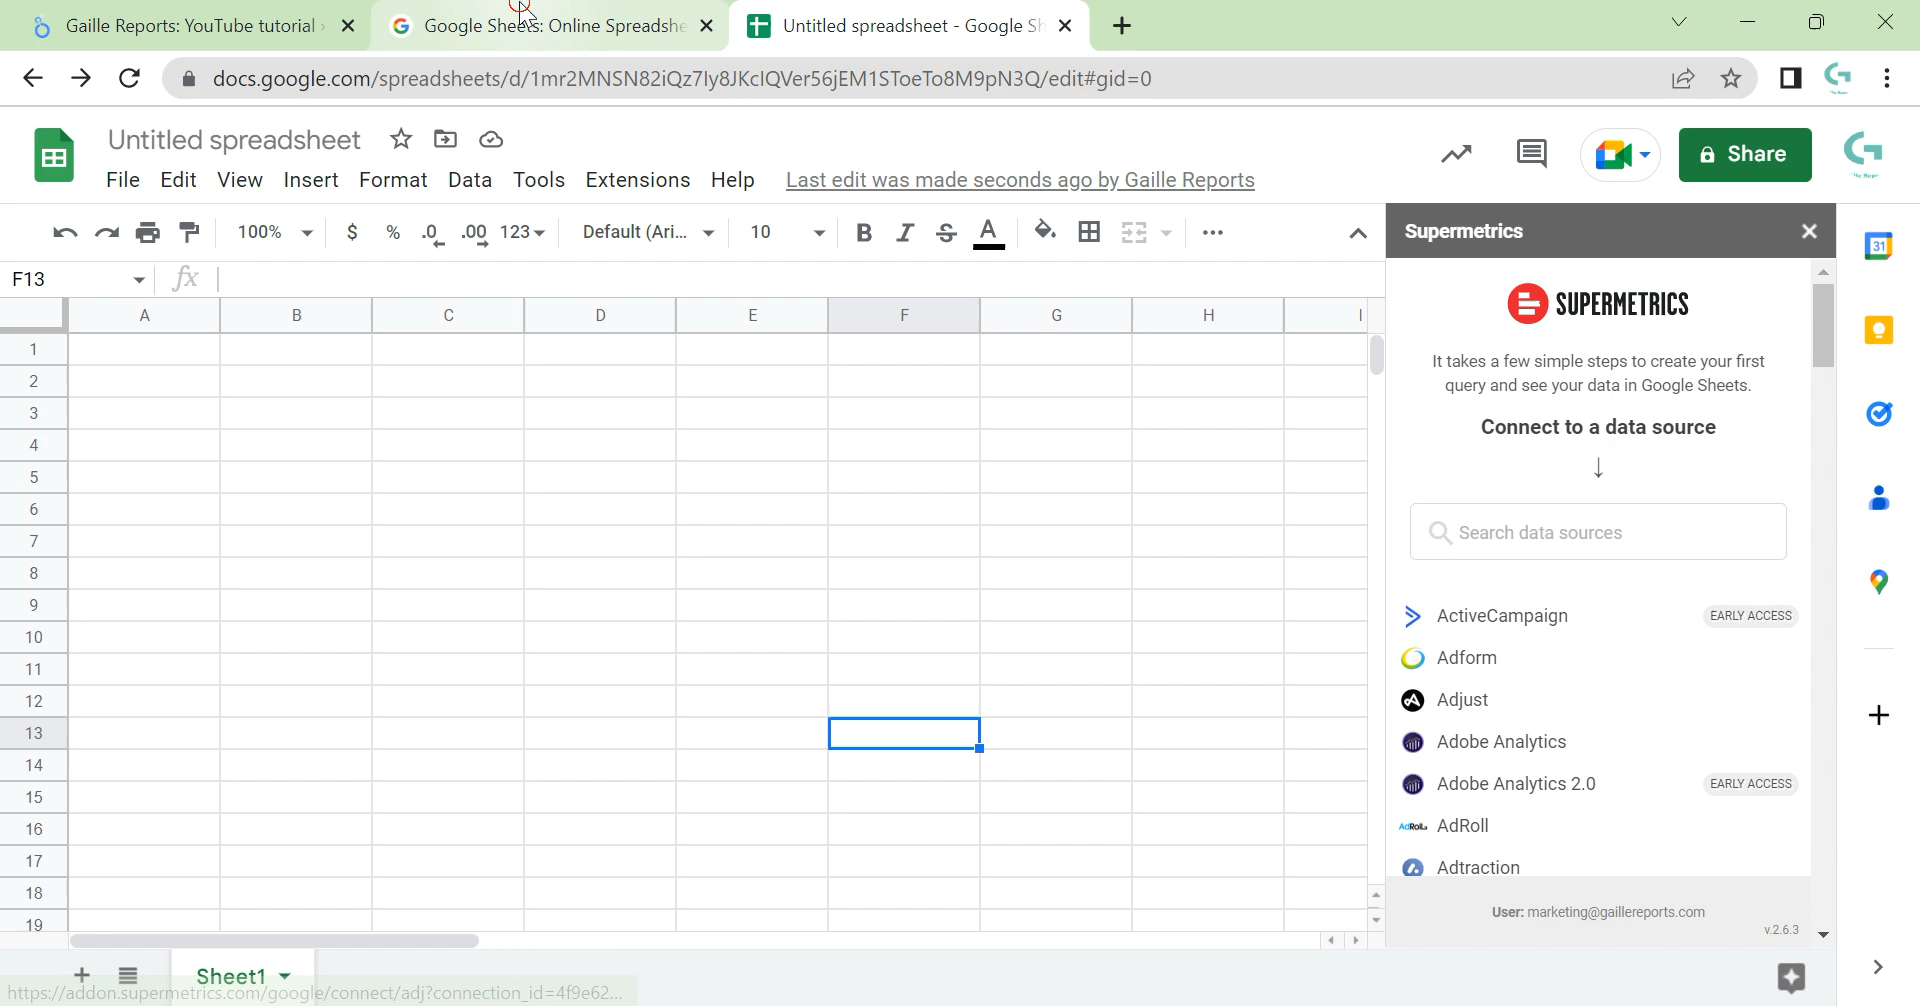 Gaille Reports: YouTube tutorial
Google Sheets: Online Spreadshe
Untitled spreadsheet - Google Sh
docs.google.com/spreadsheets/d/1mr2MNSN82iQz7Iy8JKcIQVer56jEM1SToeTo8M9pN3Q/edit#gid=0
Untitled spreadsheet
Share
File Edit View Insert Format Data Tools Extensions Help Last edit was made seconds ago by Gaille Reports
100% $ % .0 .00 123 Default (Ari... 10 B I S A ...
Supermetrics
31
F13 fx
SUPERMETRICS
A B C D E F G H I
It takes a few simple steps to create your first
query and see your data in Google Sheets.
Connect to a data source
↓
Search data sources
ActiveCampaign EARLY ACCESS
Adform
Adjust
Adobe Analytics
Adobe Analytics 2.0 EARLY ACCESS
AdRoll AdRoll
Adtraction
User: marketing@gaillereports.com
v.2.6.3
1
2
3
4
5
6
7
8
9
10
11
12
13
14
15
16
17
18
19
Sheet1
https://addon.supermetrics.com/google/connect/adj?connection_id=4f9e62...